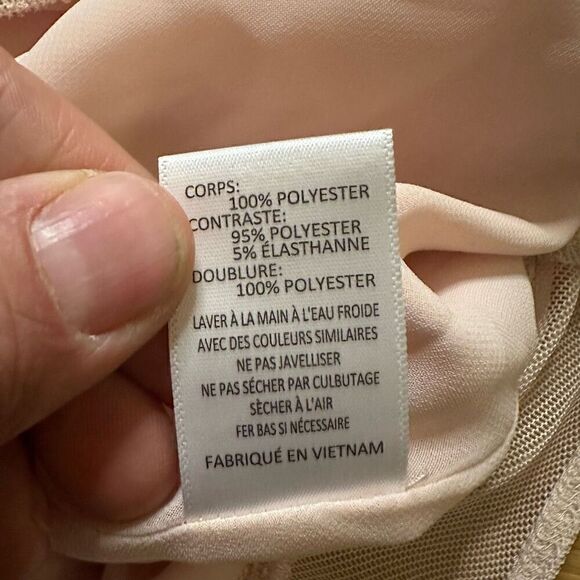 CORPS:
100% POLYESTER
CONTRASTE:
95% POLYESTER
5% ÉLASTHANNE
DOUBLURE:
100% POLYESTER
LAVER À LA MAIN À L'EAU FROIDE
AVEC DES COULEURS SIMILAIRES
NE PAS JAVELLISER
NE PAS SÉCHER PAR CULBUTAGE
SÈCHER À L'AIR
FER BAS SI NÉCESSAIRE
FABRIQUÉ EN VIETNAM